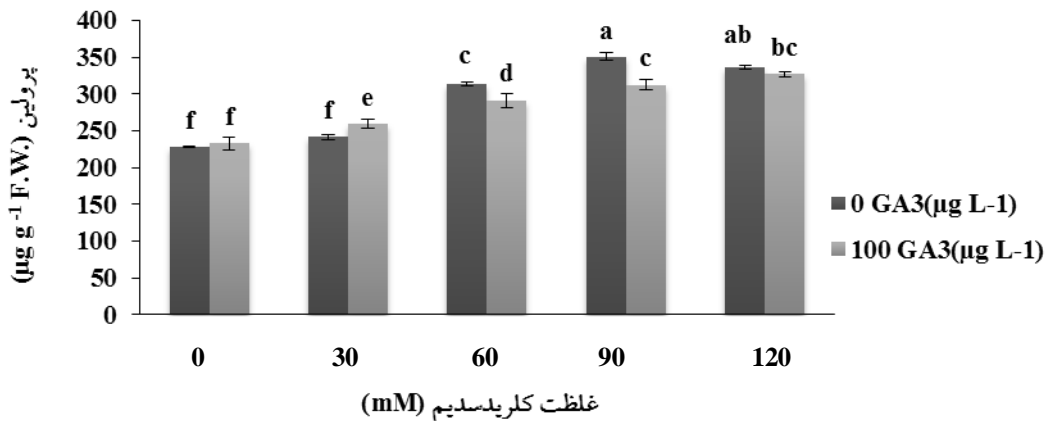 400
350
300
250
200
150
100
50
0
پرولین (µg g -1 F.W.)
f f
f e
c d
a c
ab bc
0 30 60 90 120
غلظت کلریدسدیم (mM)
0 GA3(µg L-1)
100 GA3(µg L-1)